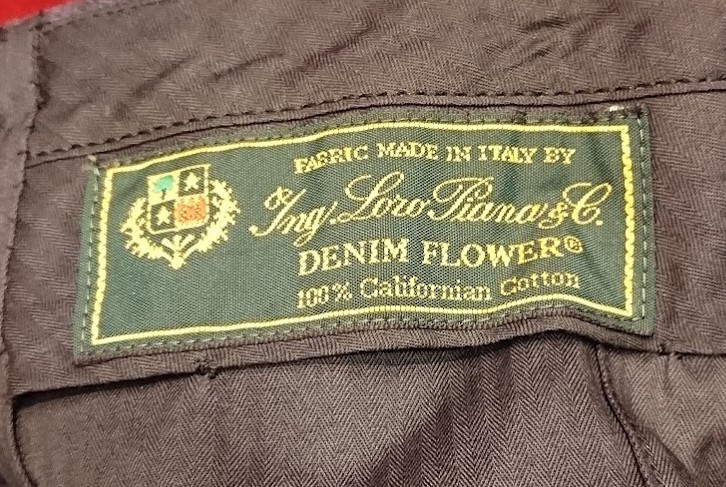 FABRIC MADE IN ITALY BY
Ing. Loro Piana & C.
DENIM FLOWER®
100% Californian Cotton